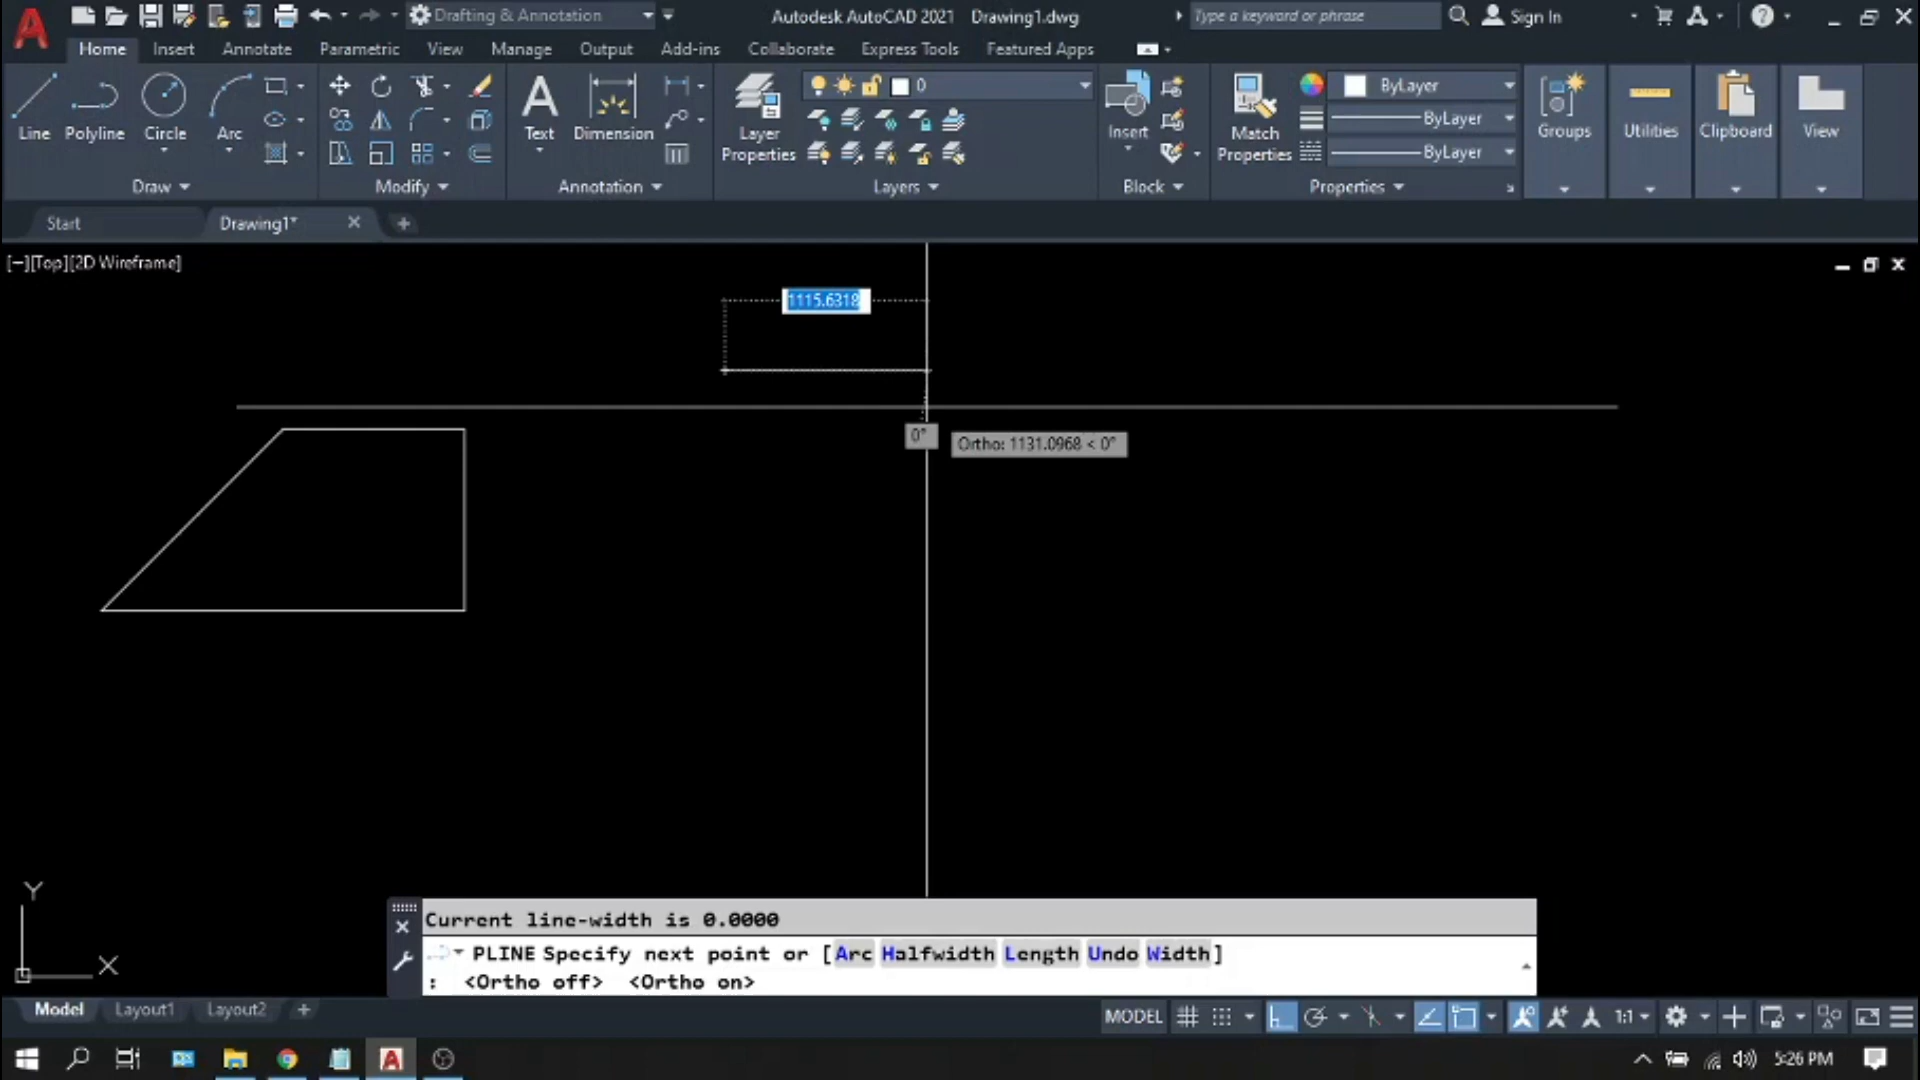 Drafting & Annotation
Autodesk AutoCAD 2021 Drawing1.dwg
Type a keyword or phrase
Sign In
Home Insert Annotate Parametric View Manage Output Add-ins Collaborate Express Tools Featured Apps
0
ByLayer
Line Polyline Circle Arc
Text Dimension
Layer Properties
Insert
Match Properties
ByLayer
ByLayer
Groups Utilities Clipboard View
Draw Modify Annotation Layers Block Properties
Start Drawing1*
[−][Top][2D Wireframe]
1115.6318
0°
Ortho: 1131.0968 < 0°
Y
X
Current line-width is 0.0000
PLINE Specify next point or [Arc Halfwidth Length Undo Width]
: <Ortho off> <Ortho on>
Model Layout1 Layout2
MODEL
1:1
5:26 PM